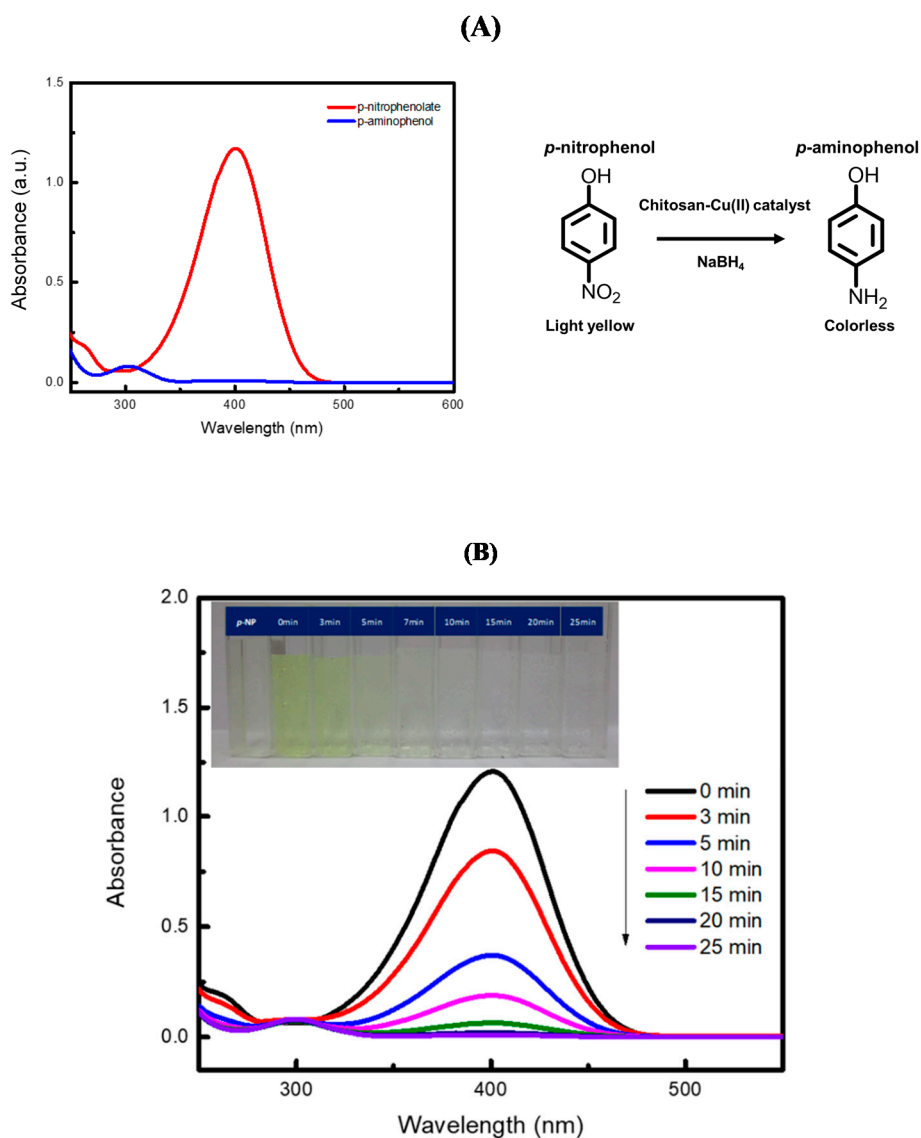 (A)
1.5
1.0
0.5
0.0
300
400
500
600
Absorbance (a.u.)
Wavelength (nm)
p-nitrophenolate
p-aminophenol
p-nitrophenol
OH
NO2
Light yellow
Chitosan-Cu(II) catalyst
NaBH4
p-aminophenol
OH
NH2
Colorless
(B)
2.0
1.5
1.0
0.5
0.0
300
400
500
Absorbance
Wavelength (nm)
p-NP 0min 3min 5min 7min 10min 15min 20min 25min
0 min
3 min
5 min
10 min
15 min
20 min
25 min